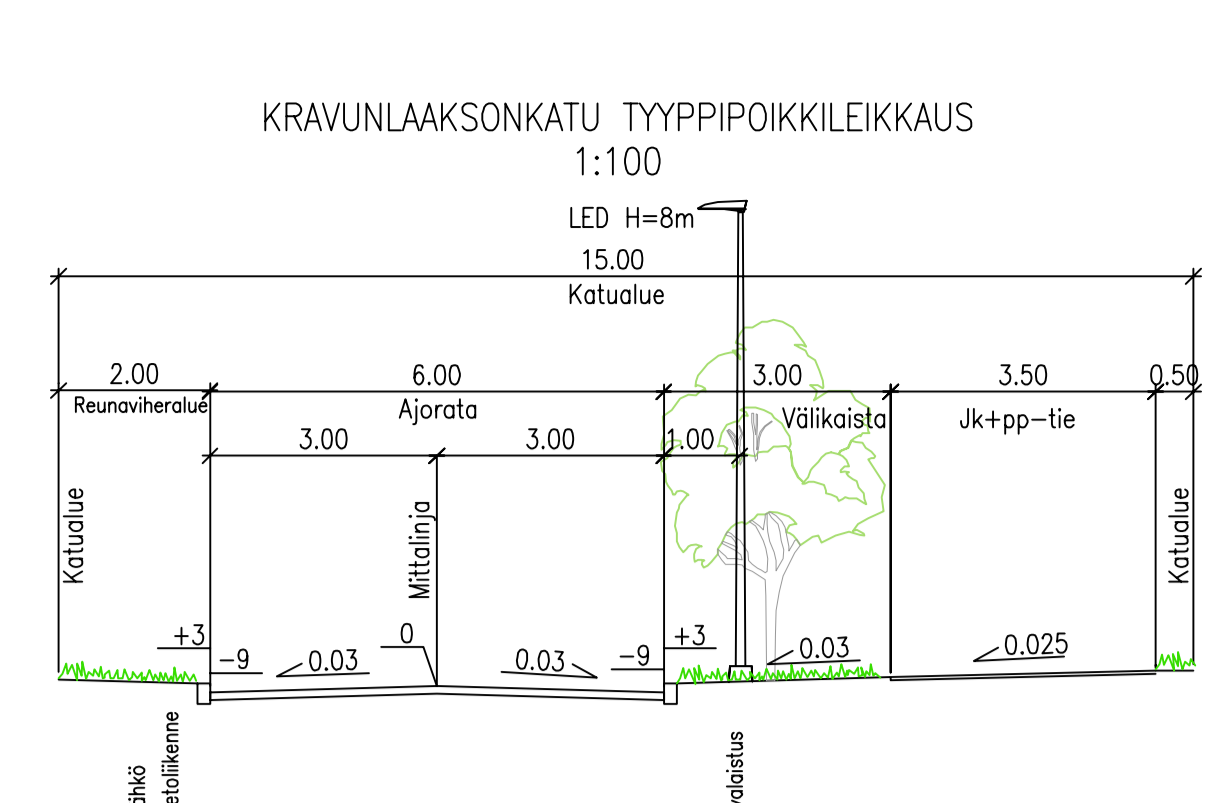 KRAVUNLAAKSONKATU TYYPPIPOIKKILEIKKAUS
1:100
LED H=8m
15.00
Katualue
2.00
6.00
3.00
3.50
0.50
Reunaviheralue
Ajorata
Välikaista
Jk+pp-tie
3.00
3.00
1.00
Katualue
Mittalinja
Katualue
+3
-9
0.03
0
0.03
-9
+3
0.03
0.025